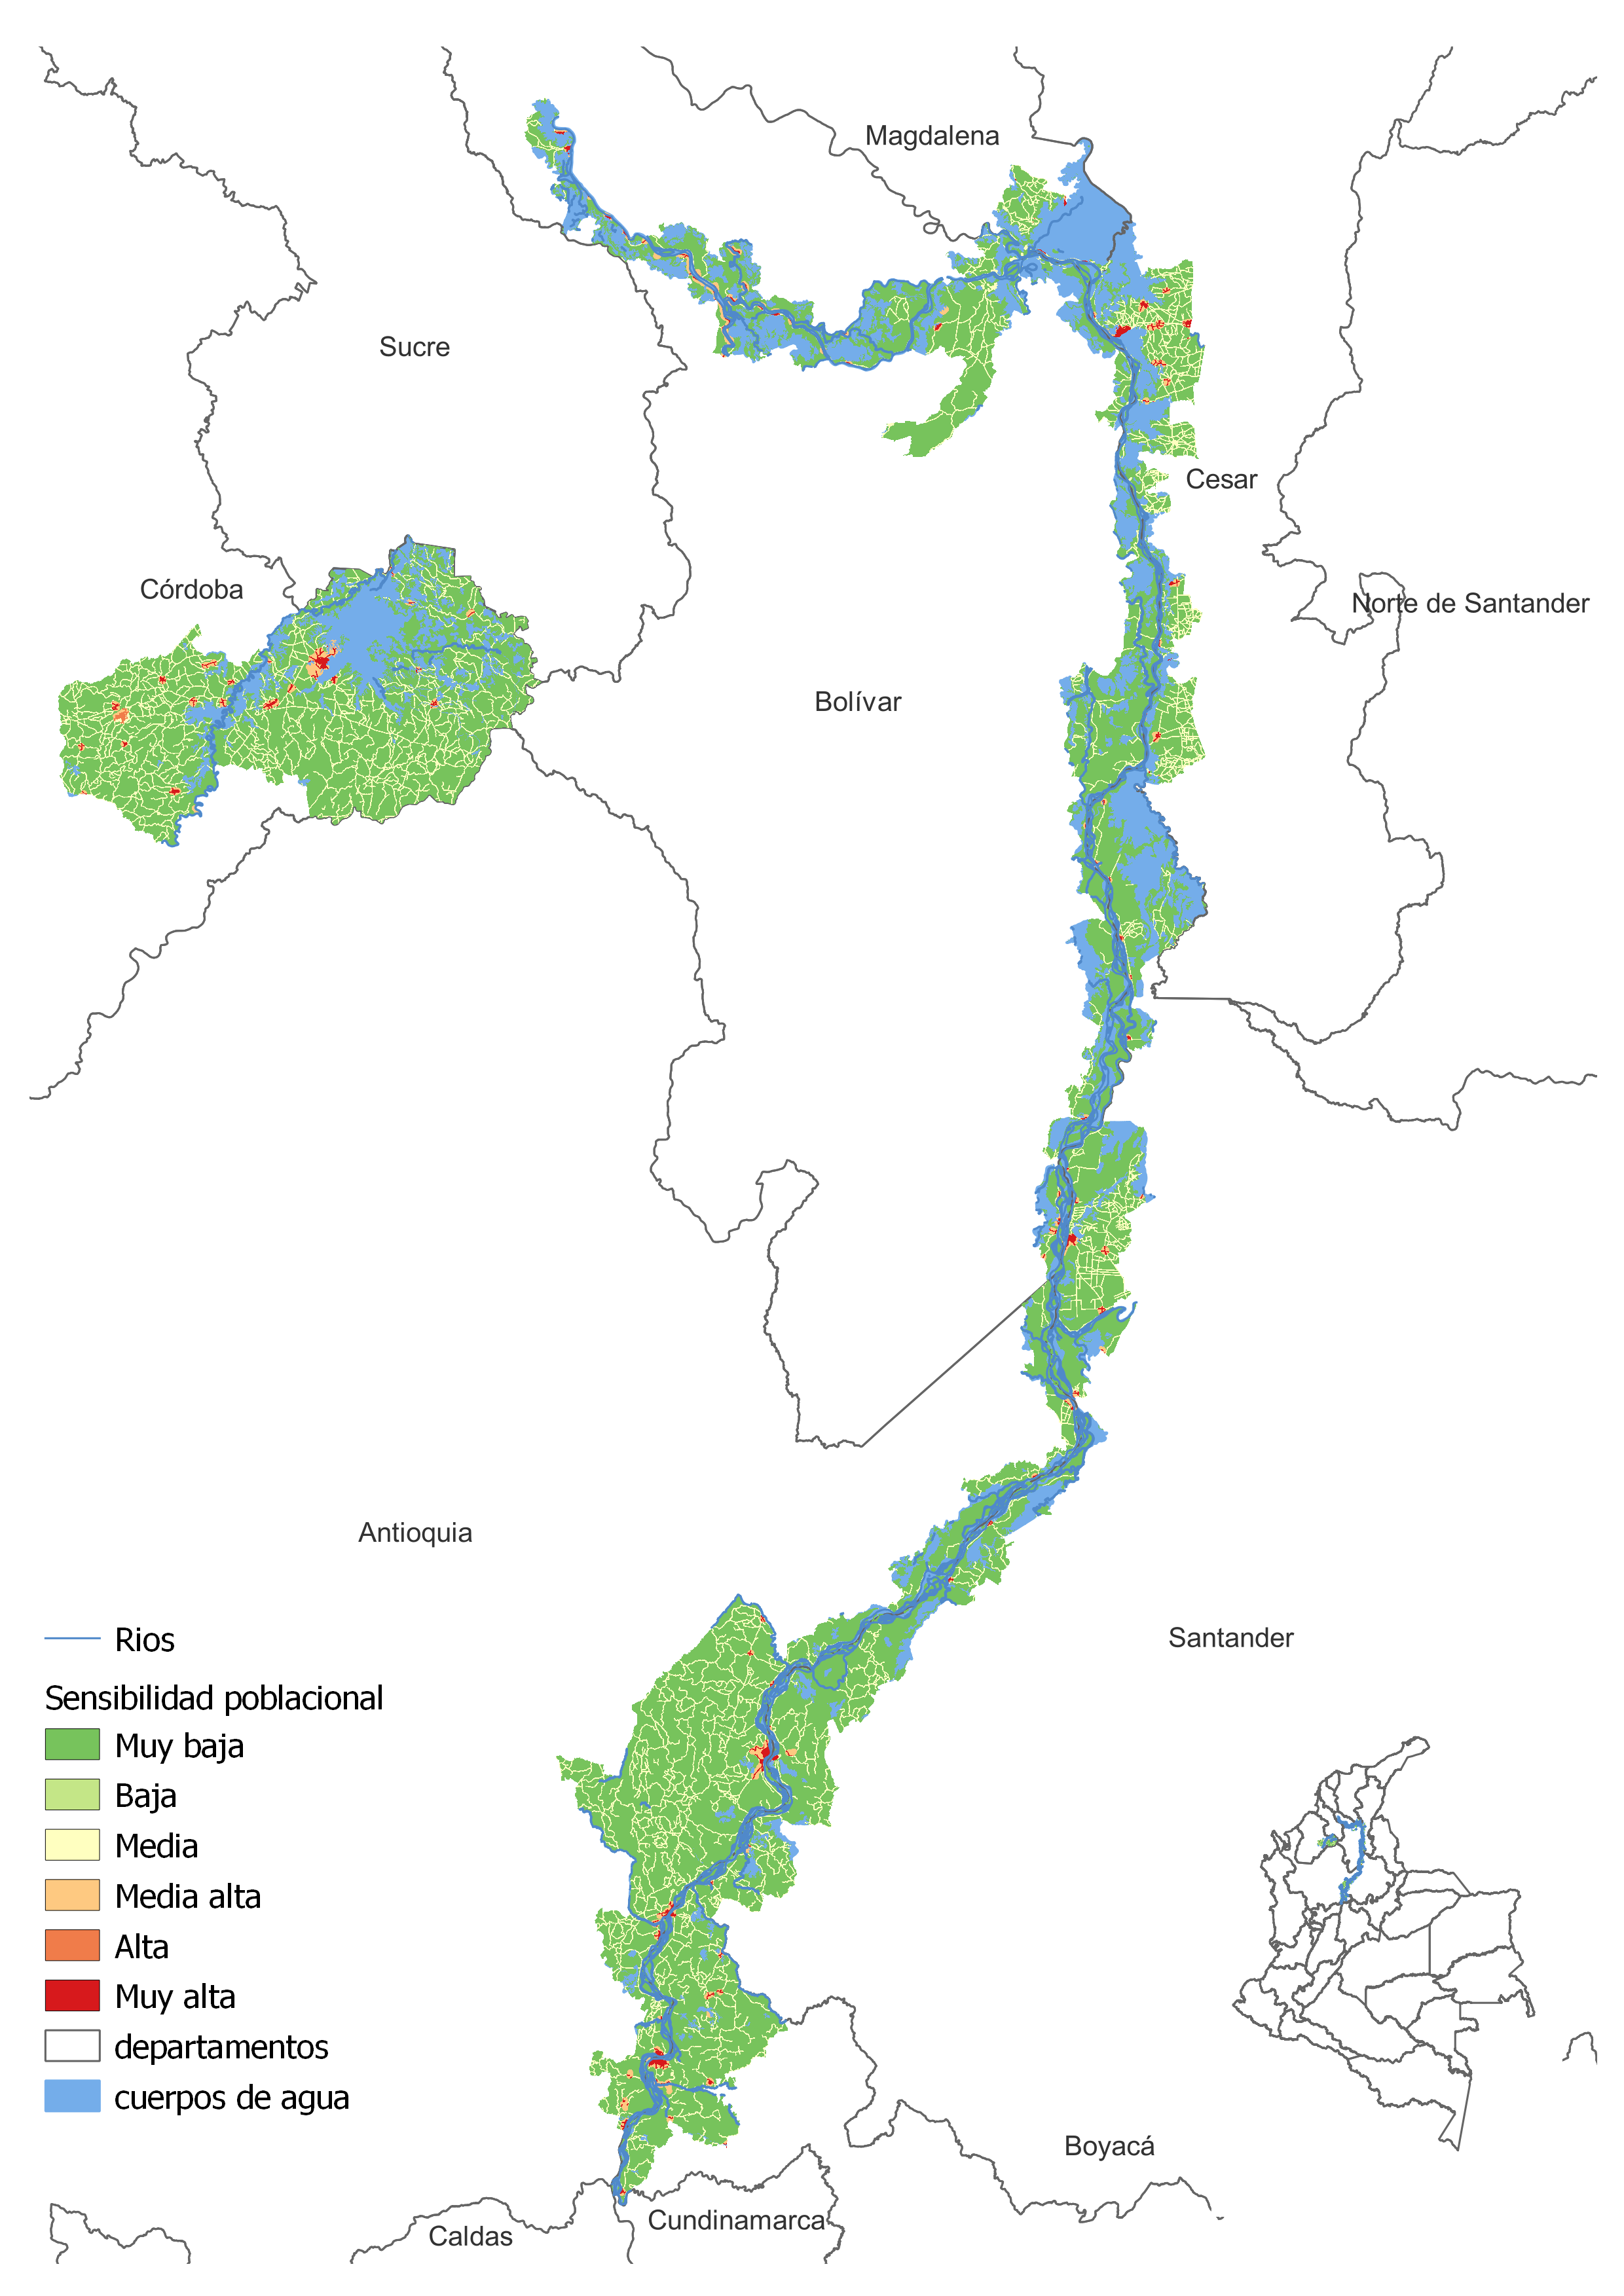 Magdalena
Sucre
Cesar
Córdoba
Norte de Santander
Bolívar
Antioquia
Santander
Rios
Sensibilidad poblacional
Muy baja
Baja
Media
Media alta
Alta
Muy alta
departamentos
cuerpos de agua
Boyacá
Cundinamarca
Caldas